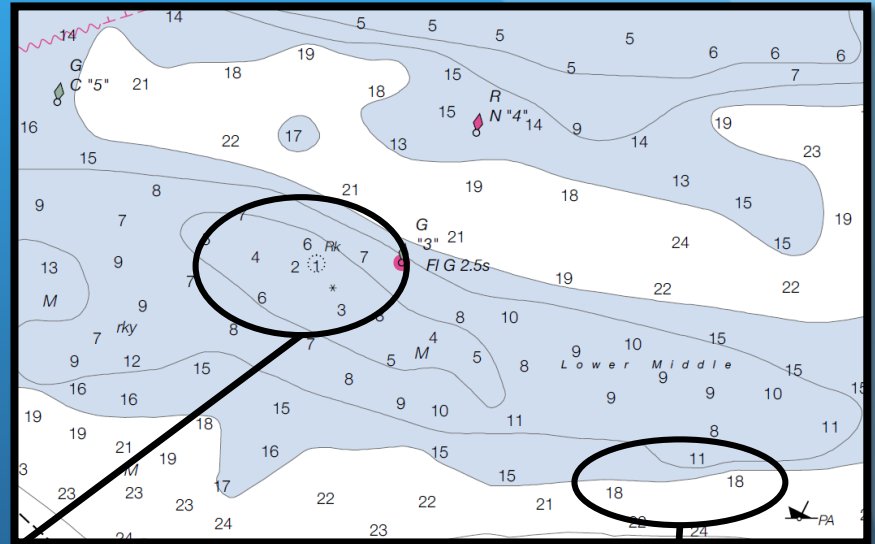 14 14 5 5 5 5 6 6 6
G
C "5" 21 18 19 15 5 7
18
R
N "4" 14 9 14 19 23
16 17 15
22 13
15
8 21 19 18 13 15 19
9 7 7
G
"3" 21 24 15
6 Rk
13 9 4 2 1 7 Fl G 2.5s 19 22 22
M 7 6 *
9 3 8 8 10
rky
7 8 7 4 10 15
9 12 15 5 M 5 8 9 Lower Middle 15 15
16 8 9 9 9 10
16 15 9 10
19 18 11 8 11
19 21
M 19 16 15 11
3 23 23 17 15 18 18
23 22 22 21
24 24 23 22 24 PA